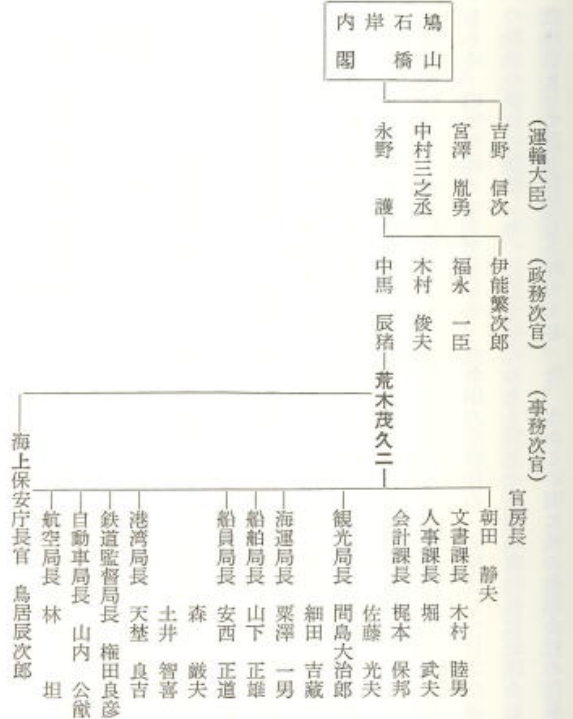 鳩山
石橋
岸
内閣
（運輸大臣）
吉野 信次
宮澤 胤勇
中村三之丞
永野 護
（政務次官）
伊能繁次郎
福永 一臣
木村 俊夫
中馬 辰猪
（事務次官）
荒木茂久二
官房長
朝田 静夫
文書課長 木村 睦男
人事課長 堀 武夫
会計課長 梶本 保邦
佐藤 光夫
観光局長 間島大治郎
細田 吉蔵
海運局長 粟澤 一男
船舶局長 山下 正雄
船員局長 安西 正道
森 巌夫
土井 智喜
港湾局長 天埜 良吉
鉄道監督局長 権田良彦
自動車局長 山内 公猷
航空局長 林 坦
海上保安庁長官 鳥居辰次郎